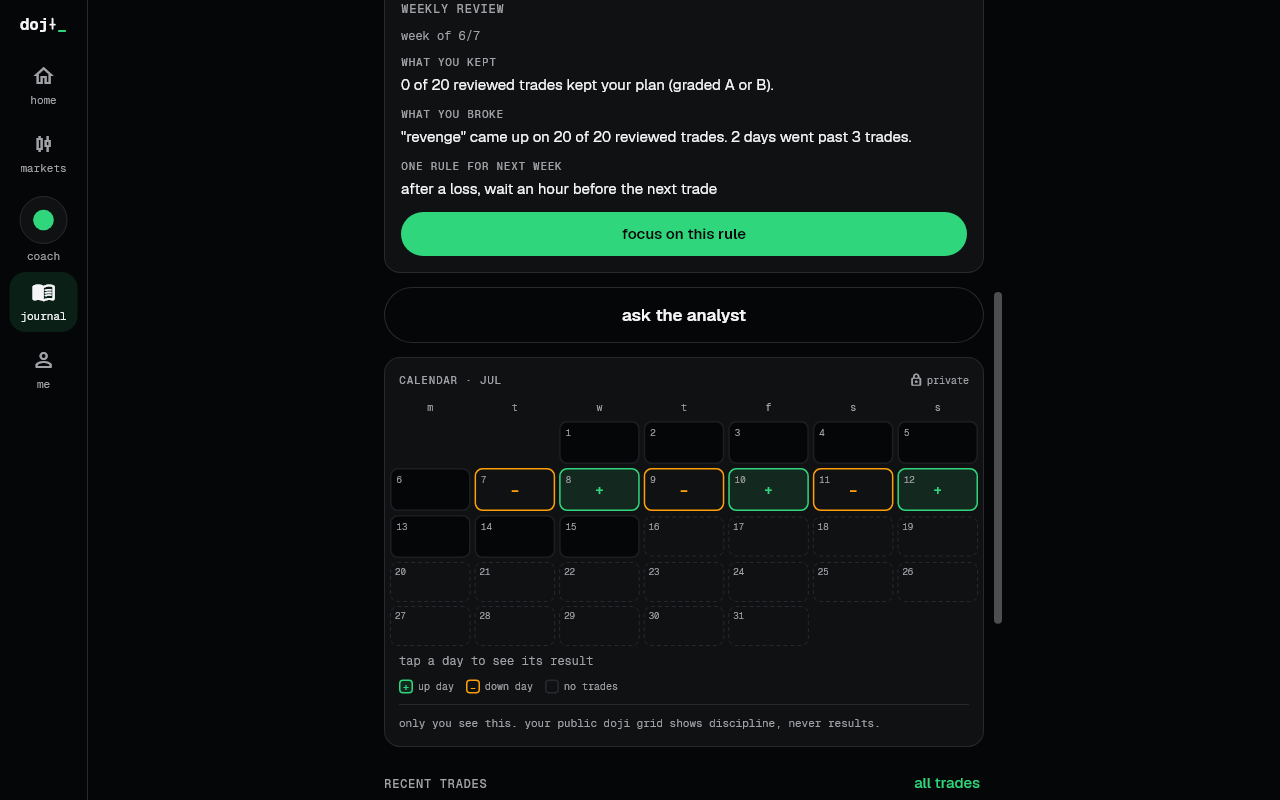 doji_
home
markets
coach
journal
me
WEEKLY REVIEW
week of 6/7
WHAT YOU KEPT
0 of 20 reviewed trades kept your plan (graded A or B).
WHAT YOU BROKE
"revenge" came up on 20 of 20 reviewed trades. 2 days went past 3 trades.
ONE RULE FOR NEXT WEEK
after a loss, wait an hour before the next trade
focus on this rule
ask the analyst
CALENDAR · JUL
private
m t w t f s s
1 2 3 4 5
6 7 – 8 + 9 – 10 + 11 – 12 +
13 14 15 16 17 18 19
20 21 22 23 24 25 26
27 28 29 30 31
tap a day to see its result
+ up day – down day no trades
only you see this. your public doji grid shows discipline, never results.
RECENT TRADES
all trades